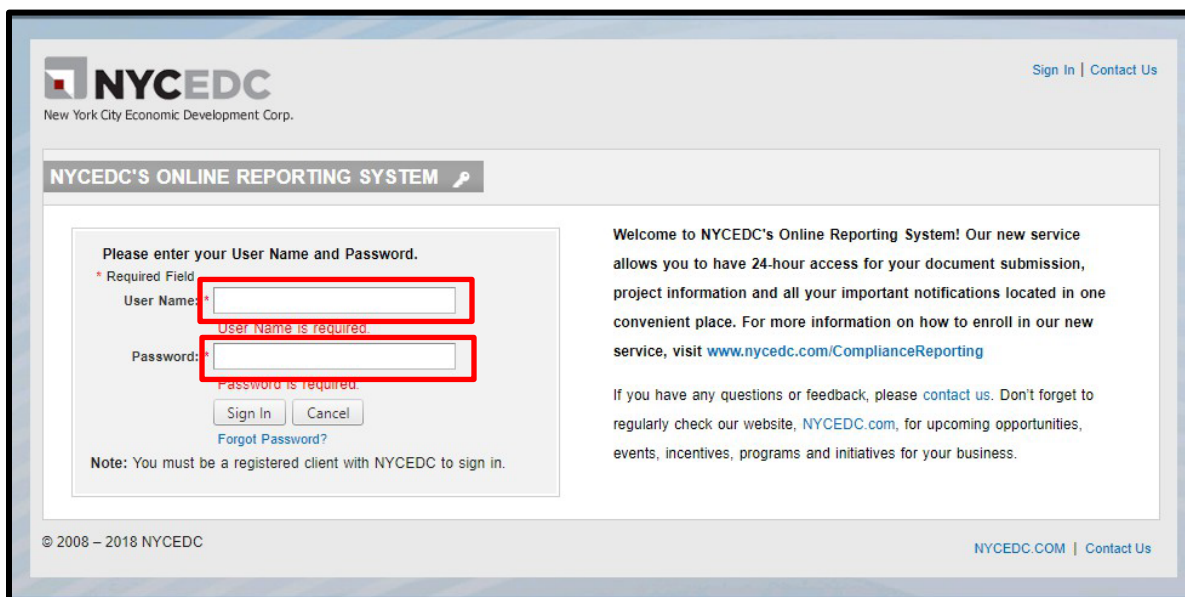 NYCEDC
New York City Economic Development Corp.
Sign In | Contact Us
NYCEDC'S ONLINE REPORTING SYSTEM
Please enter your User Name and Password.
* Required Field
User Name: *
User Name is required.
Password: *
Password is required.
Sign In Cancel
Forgot Password?
Note: You must be a registered client with NYCEDC to sign in.
Welcome to NYCEDC's Online Reporting System! Our new service
allows you to have 24-hour access for your document submission,
project information and all your important notifications located in one
convenient place. For more information on how to enroll in our new
service, visit www.nycedc.com/ComplianceReporting
If you have any questions or feedback, please contact us. Don't forget to
regularly check our website, NYCEDC.com, for upcoming opportunities,
events, incentives, programs and initiatives for your business.
© 2008 – 2018 NYCEDC
NYCEDC.COM | Contact Us